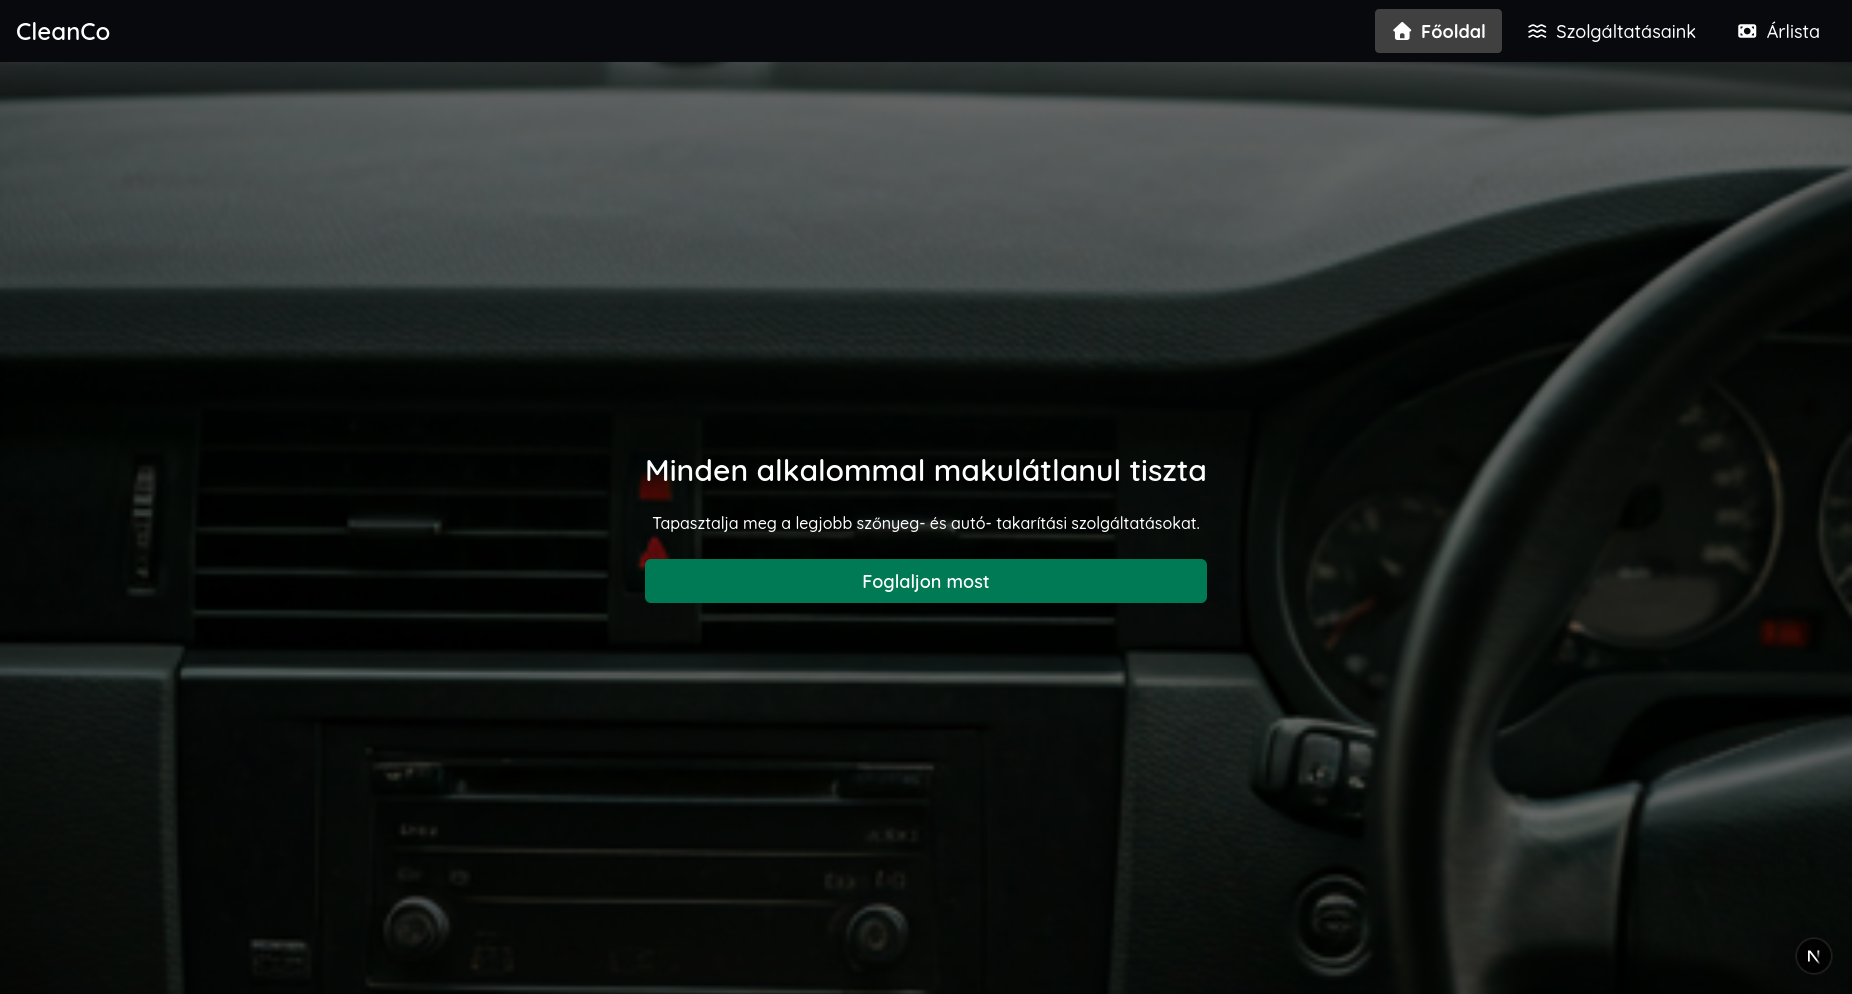 CleanCo
Főoldal
Szolgáltatásaink
Árlista
Minden alkalommal makulátlanul tiszta
Tapasztalja meg a legjobb szőnyeg- és autó- takarítási szolgáltatásokat.
Foglaljon most
N